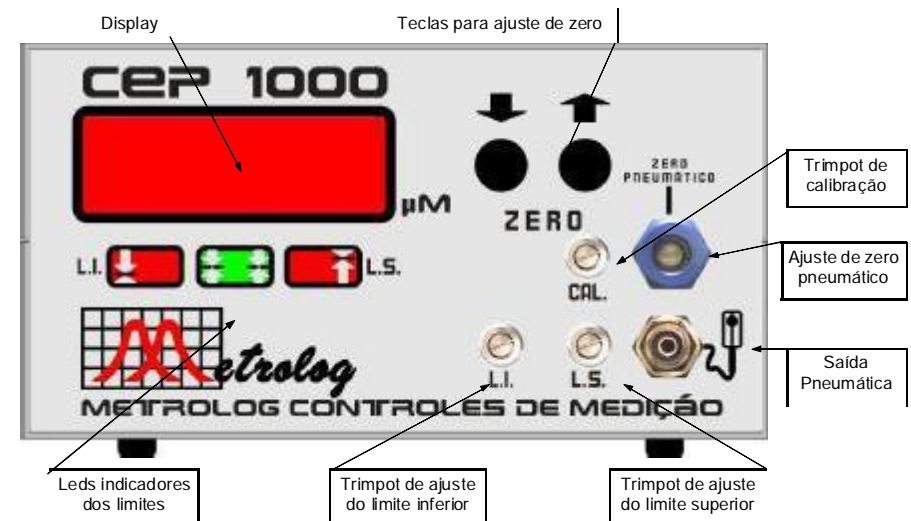 Display
Teclas para ajuste de zero
CEP 1000
ZERO
PNEUMÁTICO
Trimpot de
calibração
µM
ZERO
L.I.
L.S.
CAL.
Ajuste de zero
pneumático
Metrolog
L.I.
L.S.
Saída
Pneumática
METROLOG CONTROLES DE MEDIÇÃO
Leds indicadores
dos limites
Trimpot de ajuste
do limite inferior
Trimpot de ajuste
do limite superior